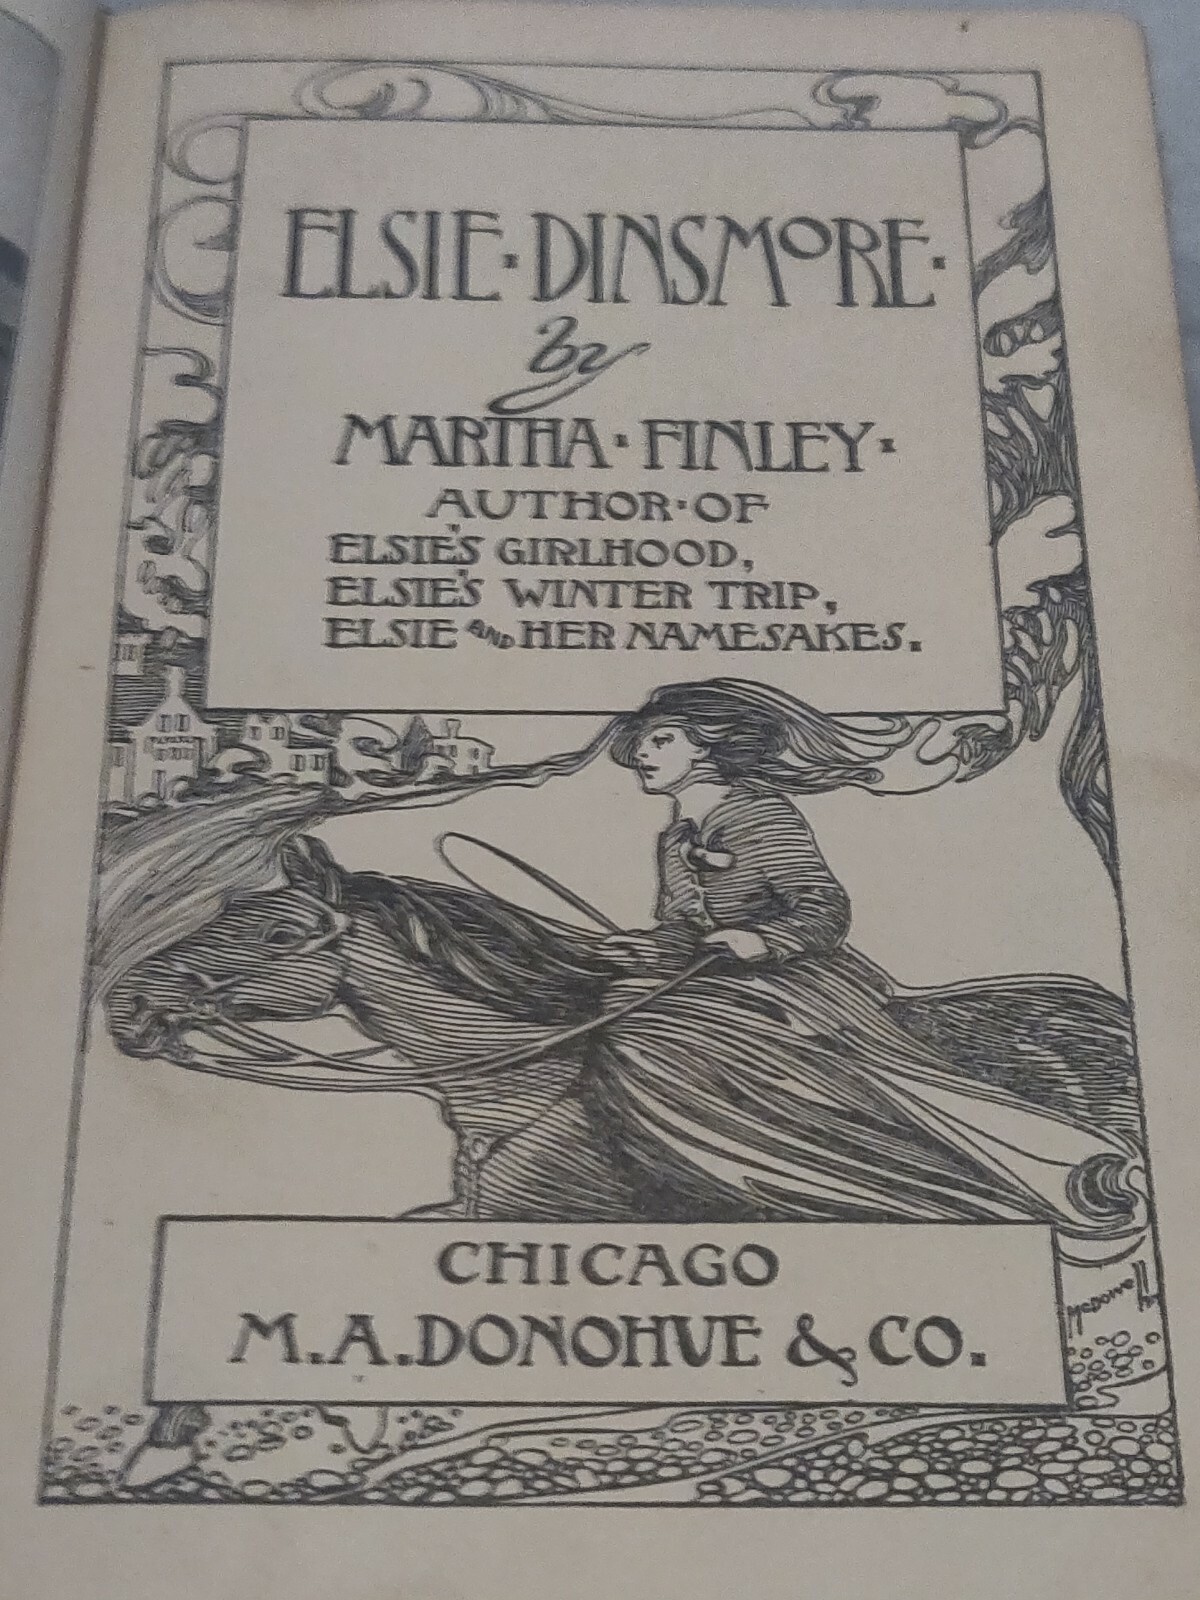 ELSIE·DINSMORE·
by
MARTHA·FINLEY·
AUTHOR·OF
ELSIE'S GIRLHOOD,
ELSIE'S WINTER TRIP,
ELSIE AND HER NAMESAKES.
CHICAGO
M.A.DONOHUE & CO.
McDowell